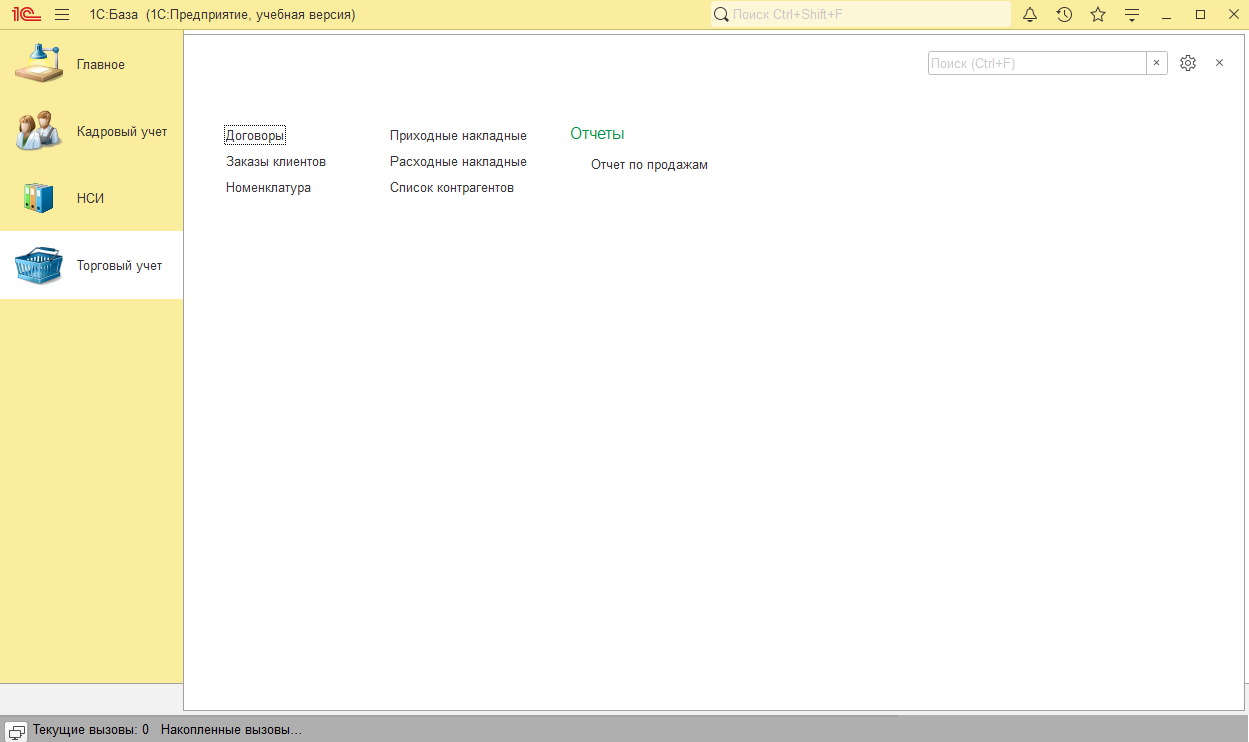 1С:База (1С:Предприятие, учебная версия)
Поиск Ctrl+Shift+F
Главное
Кадровый учет
НСИ
Торговый учет
Поиск (Ctrl+F)
Договоры
Заказы клиентов
Номенклатура
Приходные накладные
Расходные накладные
Список контрагентов
Отчеты
Отчет по продажам
Текущие вызовы: 0 Накопленные вызовы...